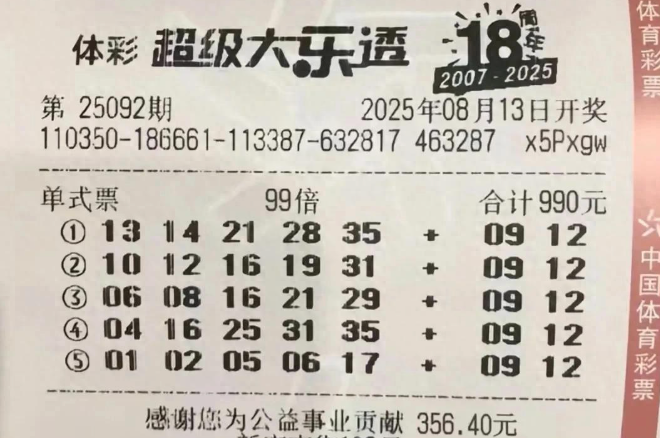 体彩 超级大乐透 18周年
2007-2025
第 25092期 2025年08月13日开奖
110350-186661-113387-632817 463287 x5Pxgw
单式票 99倍 合计 990元
① 13 14 21 28 35 + 09 12
② 10 12 16 19 31 + 09 12
③ 06 08 16 21 29 + 09 12
④ 04 16 25 31 35 + 09 12
⑤ 01 02 05 06 17 + 09 12
感谢您为公益事业贡献 356.40元
体育彩票
中国体育彩票